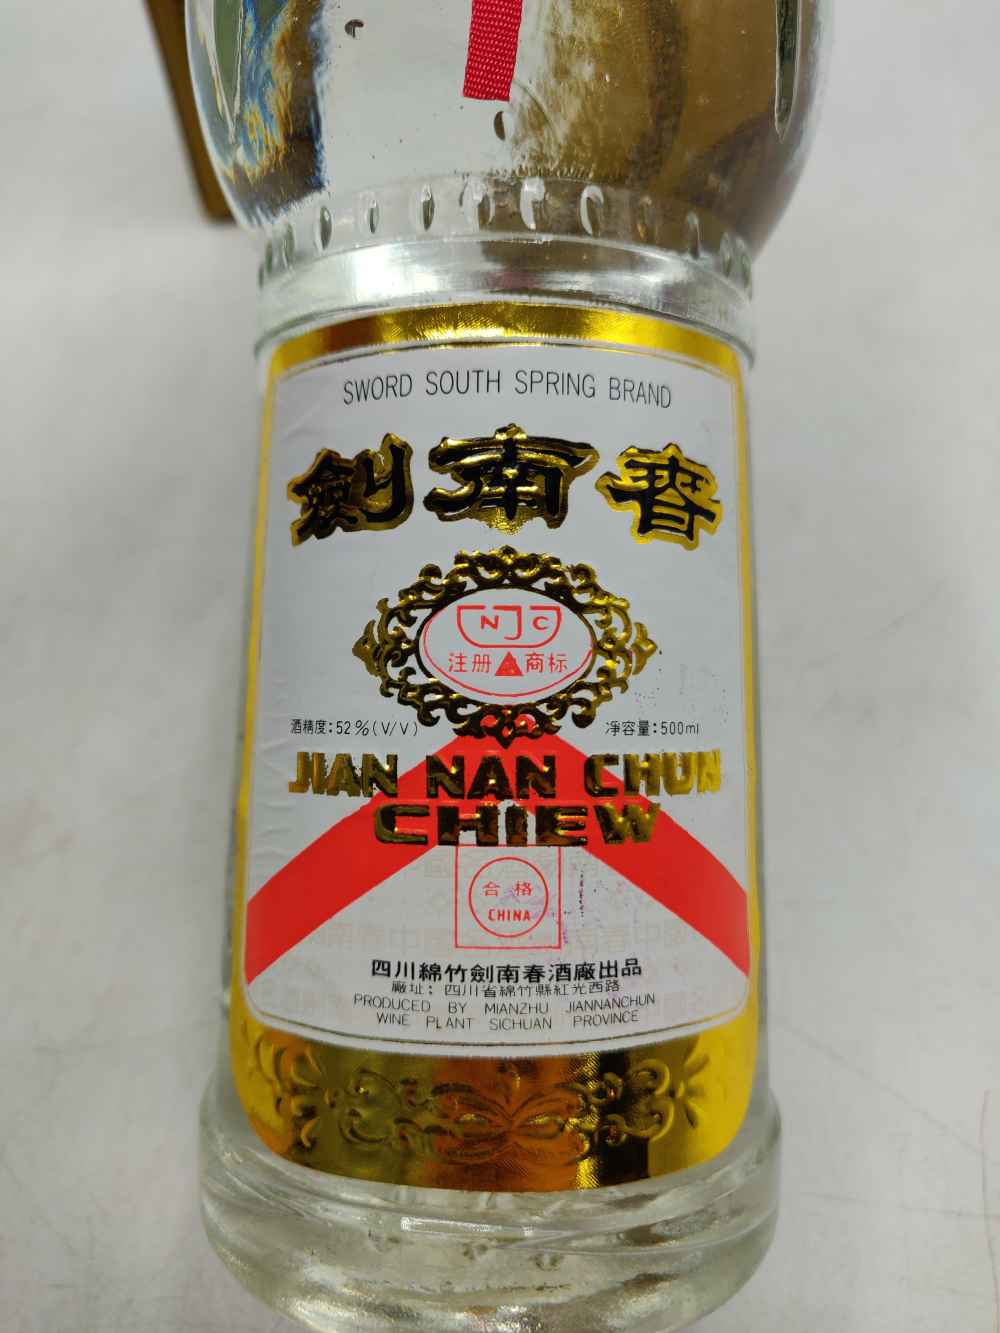 SWORD SOUTH SPRING BRAND
劍南春
NJC
注册 商标
酒精度:52%(V/V)
净容量:500ml
JIAN NAN CHUN
CHIEW
合格
CHINA
四川綿竹劍南春酒廠出品
廠址:四川省綿竹縣紅光西路
PRODUCED BY MIANZHU JIANNANCHUN
WINE PLANT SICHUAN PROVINCE